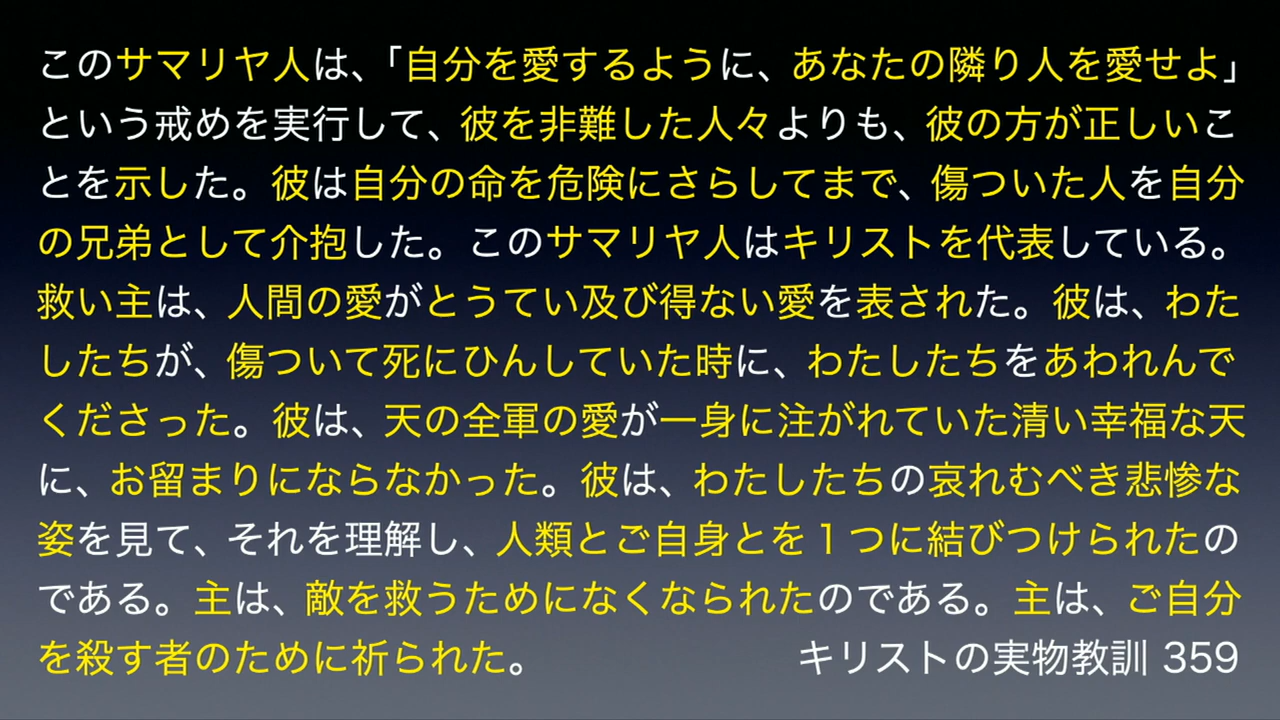 このサマリヤ人は、「自分を愛するように、あなたの隣り人を愛せよ」
という戒めを実行して、彼を非難した人々よりも、彼の方が正しいこ
とを示した。彼は自分の命を危険にさらしてまで、傷ついた人を自分
の兄弟として介抱した。このサマリヤ人はキリストを代表している。
救い主は、人間の愛がとうてい及び得ない愛を表された。彼は、わた
したちが、傷ついて死にひんしていた時に、わたしたちをあわれんで
くださった。彼は、天の全軍の愛が一身に注がれていた清い幸福な天
に、お留まりにならなかった。彼は、わたしたちの哀れむべき悲惨な
姿を見て、それを理解し、人類とご自身とを１つに結びつけられたの
である。主は、敵を救うためになくなられたのである。主は、ご自分
を殺す者のために祈られた。 キリストの実物教訓 359